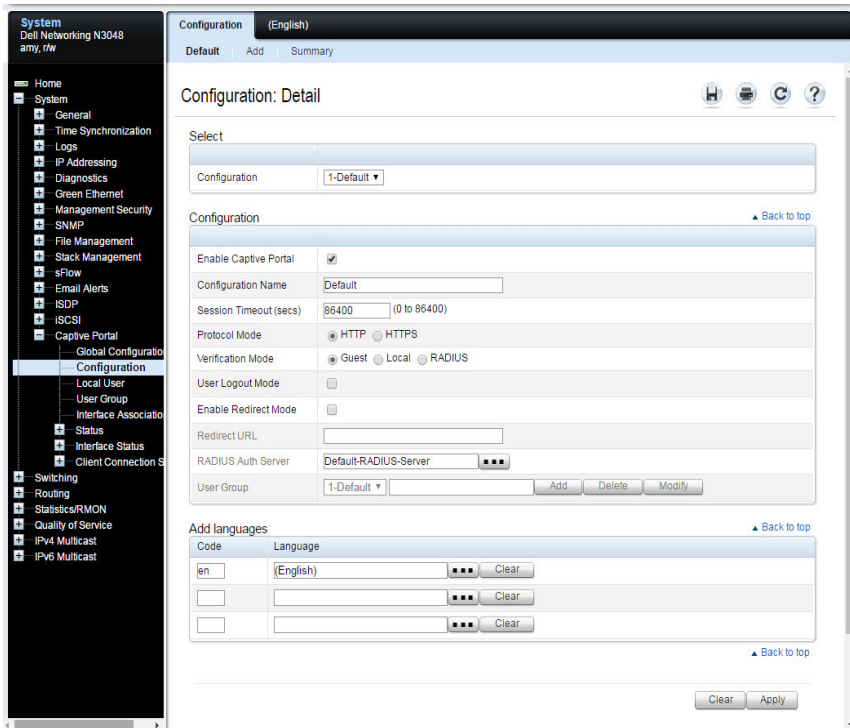 System
Dell Networking N3048
amy, r/w
Home
System
General
Time Synchronization
Logs
IP Addressing
Diagnostics
Green Ethernet
Management Security
SNMP
File Management
Stack Management
sFlow
Email Alerts
ISDP
iSCSI
Captive Portal
Global Configuratio
Configuration
Local User
User Group
Interface Associatio
Status
Interface Status
Client Connection S
Switching
Routing
Statistics/RMON
Quality of Service
IPv4 Multicast
IPv6 Multicast
Configuration (English)
Default Add Summary
Configuration: Detail
Select
Configuration 1-Default
Configuration Back to top
Enable Captive Portal
Configuration Name Default
Session Timeout (secs) 86400 (0 to 86400)
Protocol Mode HTTP HTTPS
Verification Mode Guest Local RADIUS
User Logout Mode
Enable Redirect Mode
Redirect URL
RADIUS Auth Server Default-RADIUS-Server
User Group 1-Default Add Delete Modify
Add languages Back to top
Code Language
en (English) Clear
Clear
Clear
Back to top
Clear Apply